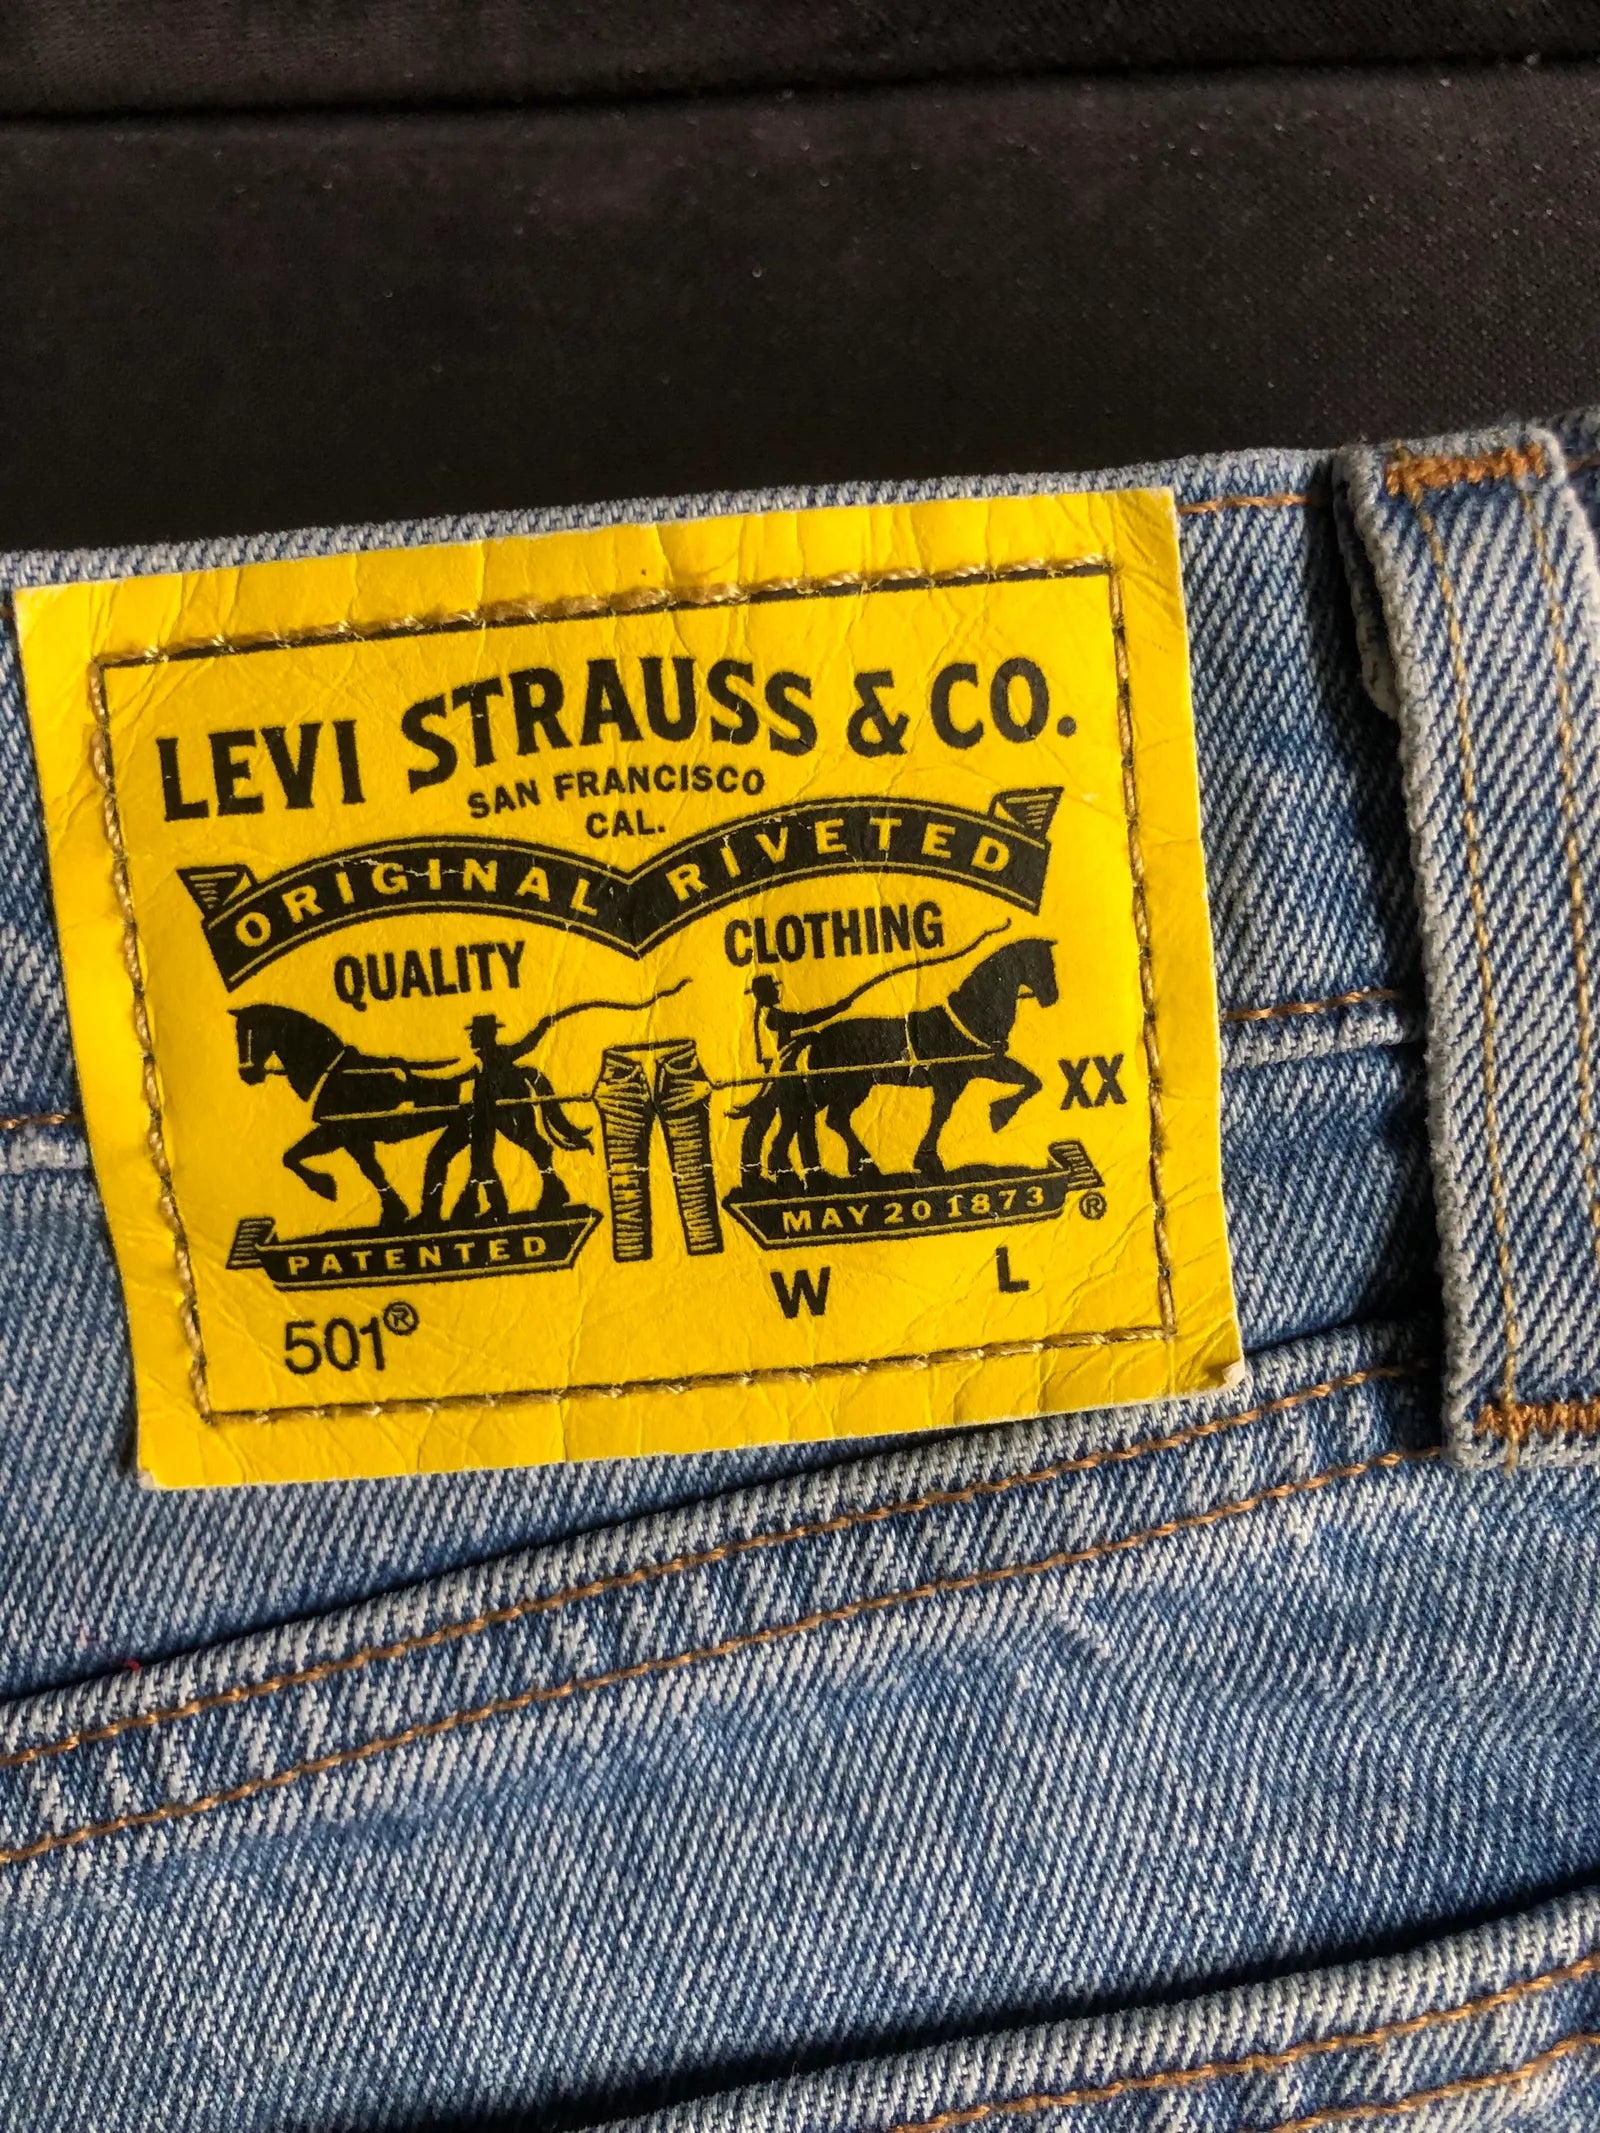 LEVI STRAUSS & CO.
SAN FRANCISCO
CAL.
ORIGINAL RIVETED
QUALITY CLOTHING
XX
PATENTED MAY 20 1873 ®
W L
501®